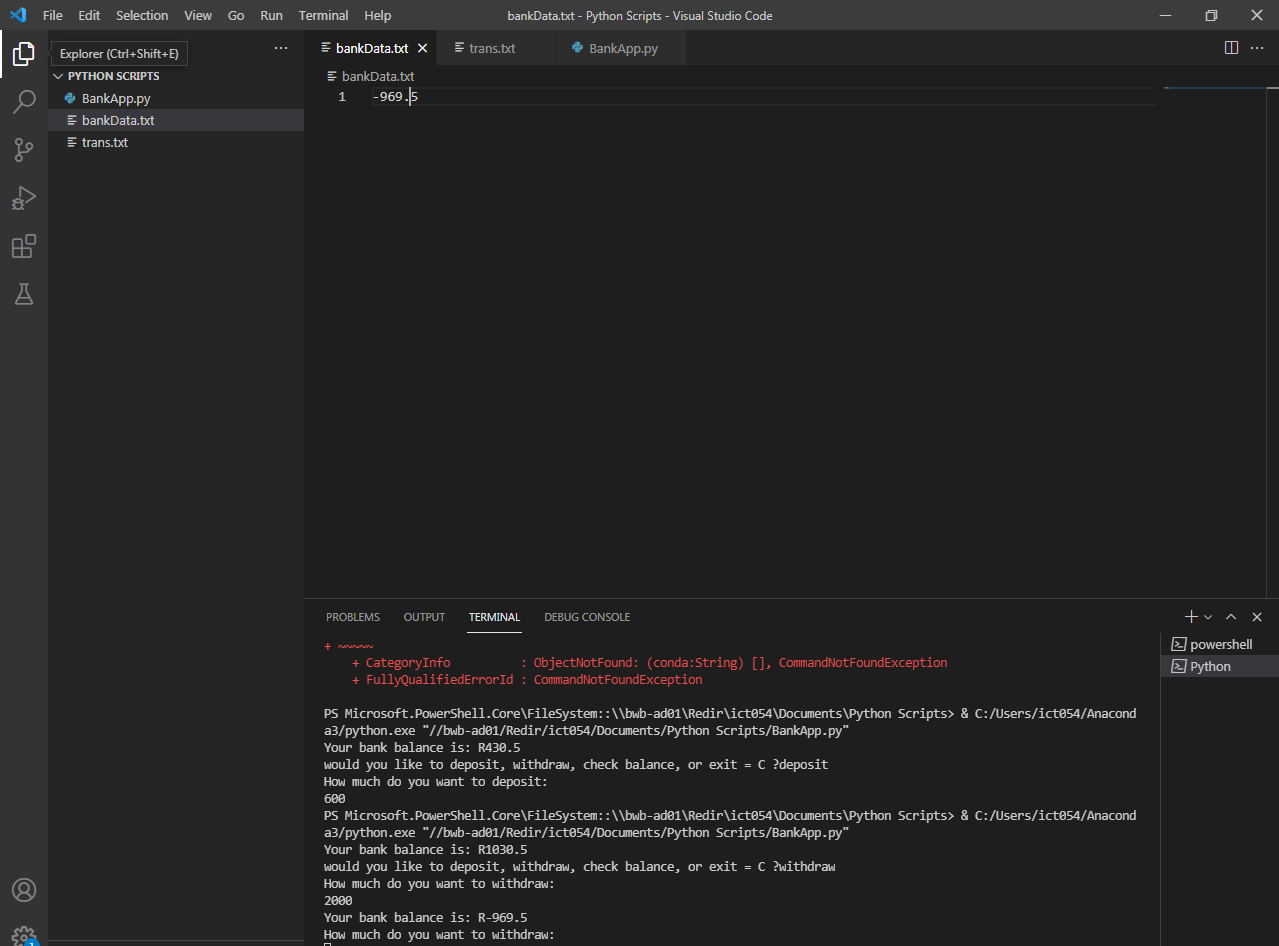 File Edit Selection View Go Run Terminal Help
bankData.txt - Python Scripts - Visual Studio Code
Explorer (Ctrl+Shift+E)
PYTHON SCRIPTS
BankApp.py
bankData.txt
trans.txt
bankData.txt
trans.txt
BankApp.py
bankData.txt
1 -969.5
PROBLEMS OUTPUT TERMINAL DEBUG CONSOLE
+ ~~~~~
+ CategoryInfo : ObjectNotFound: (conda:String) [], CommandNotFoundException
+ FullyQualifiedErrorId : CommandNotFoundException
PS Microsoft.PowerShell.Core\FileSystem::\\bwb-ad01\Redir\ict054\Documents\Python Scripts> & C:/Users/ict054/Anacond
a3/python.exe "//bwb-ad01/Redir/ict054/Documents/Python Scripts/BankApp.py"
Your bank balance is: R430.5
would you like to deposit, withdraw, check balance, or exit = C ?deposit
How much do you want to deposit:
600
PS Microsoft.PowerShell.Core\FileSystem::\\bwb-ad01\Redir\ict054\Documents\Python Scripts> & C:/Users/ict054/Anacond
a3/python.exe "//bwb-ad01/Redir/ict054/Documents/Python Scripts/BankApp.py"
Your bank balance is: R1030.5
would you like to deposit, withdraw, check balance, or exit = C ?withdraw
How much do you want to withdraw:
2000
Your bank balance is: R-969.5
How much do you want to withdraw:
powershell
Python
1